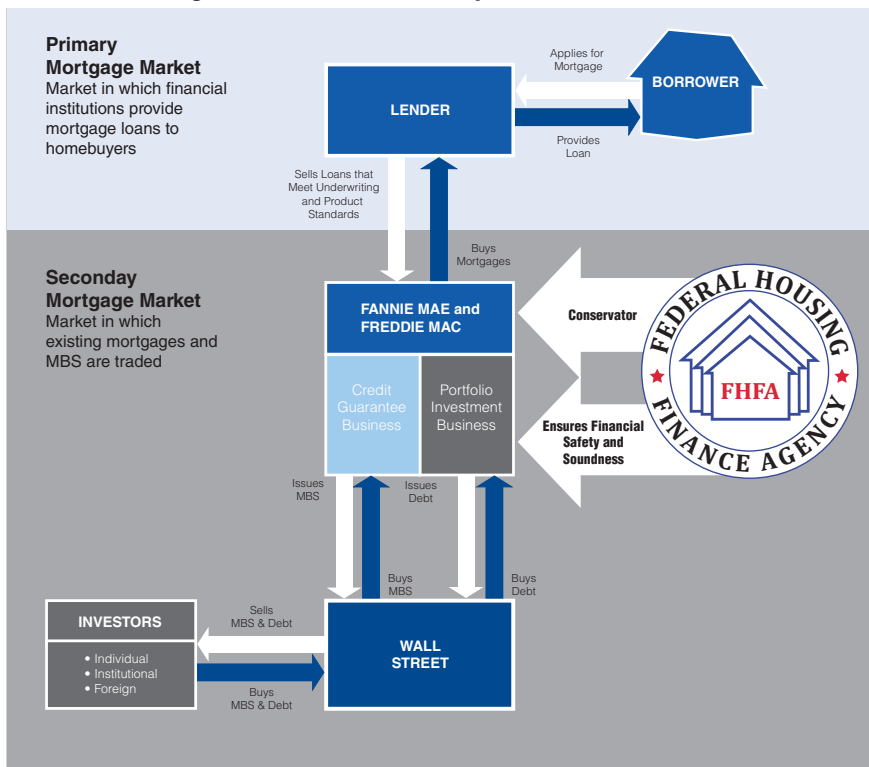 Primary
Mortgage Market
Market in which financial
institutions provide
mortgage loans to
homebuyers
LENDER
Applies for
Mortgage
BORROWER
Provides
Loan
Sells Loans that
Meet Underwriting
and Product
Standards
Buys
Mortgages
Seconday
Mortgage Market
Market in which
existing mortgages and
MBS are traded
FANNIE MAE and
FREDDIE MAC
Credit
Guarantee
Business
Portfolio
Investment
Business
Conservator
Ensures Financial
Safety and
Soundness
FEDERAL HOUSING
FHFA
FINANCE AGENCY
Issues
MBS
Issues
Debt
Buys
MBS
Buys
Debt
INVESTORS
• Individual
• Institutional
• Foreign
Sells
MBS & Debt
Buys
MBS & Debt
WALL
STREET